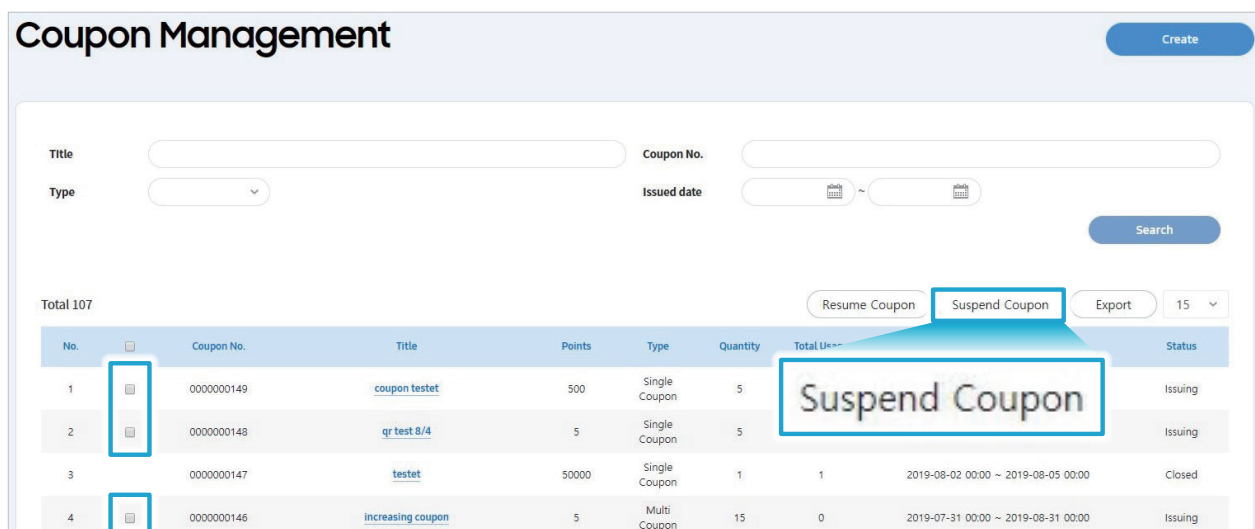 Coupon Management
Create
Title Coupon No.
Type Issued date ~
Search
Total 107 Resume Coupon Suspend Coupon Export 15
No. Coupon No. Title Points Type Quantity Total Status
Suspend Coupon
1 0000000149 coupon testet 500 Single Coupon 5 Issuing
2 0000000148 qr test 8/4 5 Single Coupon 5 Issuing
3 0000000147 testet 50000 Single Coupon 1 1 2019-08-02 00:00 ~ 2019-08-05 00:00 Closed
4 0000000146 increasing coupon 5 Multi Coupon 15 0 2019-07-31 00:00 ~ 2019-08-31 00:00 Issuing